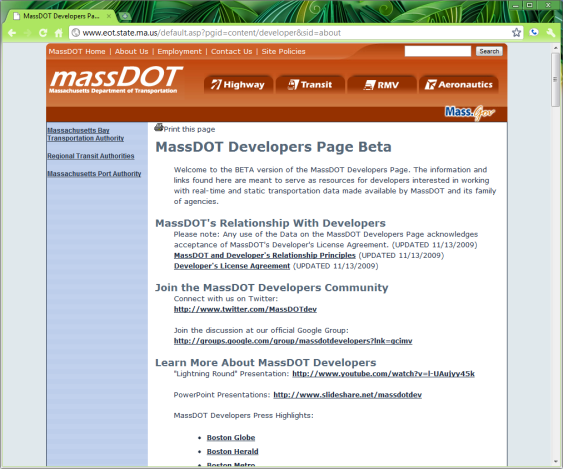 MassDOT Developers Pa...
www.eot.state.ma.us/default.asp?pgid=content/developer&sid=about
MassDOT Home | About Us | Employment | Contact Us | Site Policies
Search
massDOT
Massachusetts Department of Transportation
Highway
Transit
RMV
Aeronautics
Mass.Gov
Massachusetts Bay
Transportation Authority
Regional Transit Authorities
Massachusetts Port Authority
Print this page
MassDOT Developers Page Beta
Welcome to the BETA version of the MassDOT Developers Page. The information and
links found here are meant to serve as resources for developers interested in working
with real-time and static transportation data made available by MassDOT and its family
of agencies.
MassDOT's Relationship With Developers
Please note: Any use of the Data on the MassDOT Developers Page acknowledges
acceptance of MassDOT's Developer's License Agreement. (UPDATED 11/13/2009)
MassDOT and Developer's Relationship Principles (UPDATED 11/13/2009)
Developer's License Agreement (UPDATED 11/13/2009)
Join the MassDOT Developers Community
Connect with us on Twitter:
http://www.twitter.com/MassDOTdev
Join the discussion at our official Google Group:
http://groups.google.com/group/massdotdevelopers?lnk=gcimv
Learn More About MassDOT Developers
"Lightning Round" Presentation: http://www.youtube.com/watch?v=l-UAujyy45k
PowerPoint Presentations: http://www.slideshare.net/massdotdev
MassDOT Developers Press Highlights:
• Boston Globe
• Boston Herald
• Boston Metro